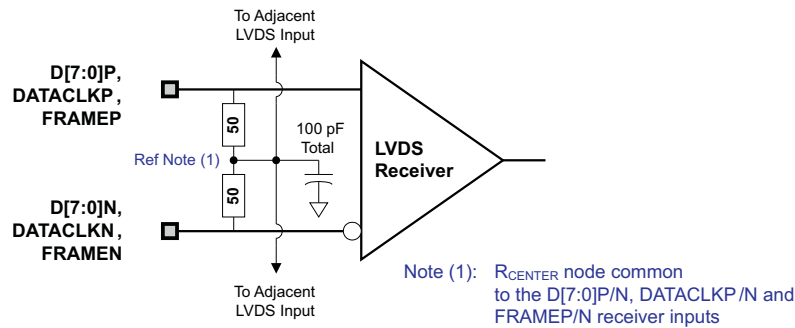 To Adjacent
LVDS Input
D[7:0]P,
DATACLKP,
FRAMEP
50
100 pF
Total
LVDS
Receiver
Ref Note (1)
50
D[7:0]N,
DATACLKN,
FRAMEN
To Adjacent
LVDS Input
Note (1): RCENTER node common
to the D[7:0]P/N, DATACLKP/N and
FRAMEP/N receiver inputs